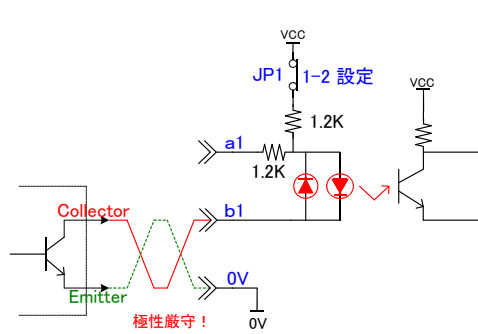 VCC
JP1 1-2 設定
VCC
1.2K
a1
1.2K
Collector
b1
0V
Emitter
極性厳守!
0V